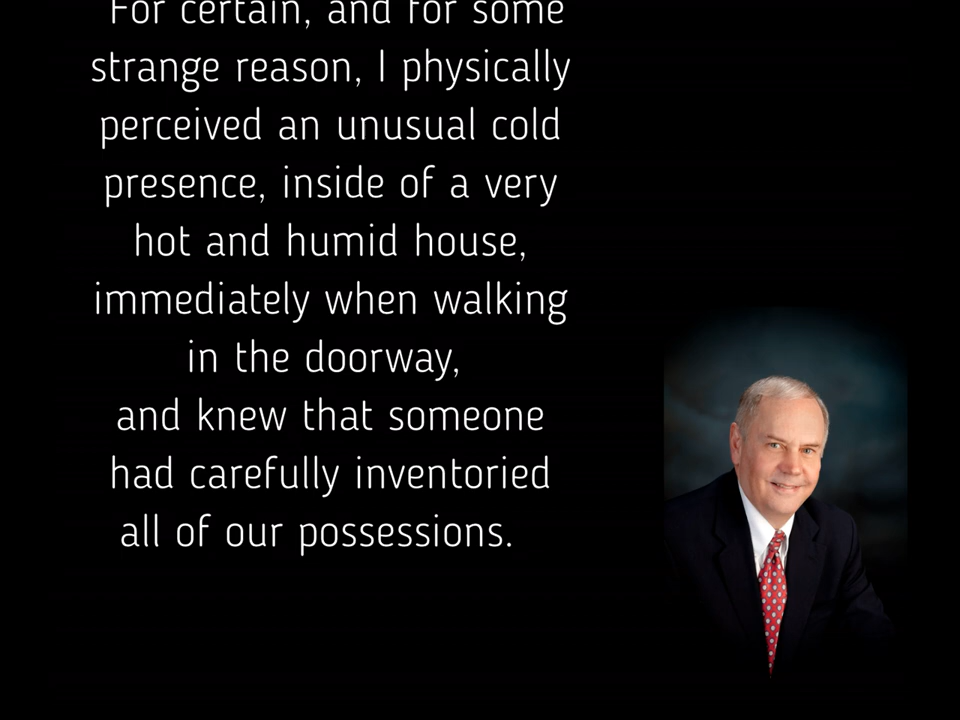 For certain, and for some
strange reason, I physically
perceived an unusual cold
presence, inside of a very
hot and humid house,
immediately when walking
in the doorway,
and knew that someone
had carefully inventoried
all of our possessions.